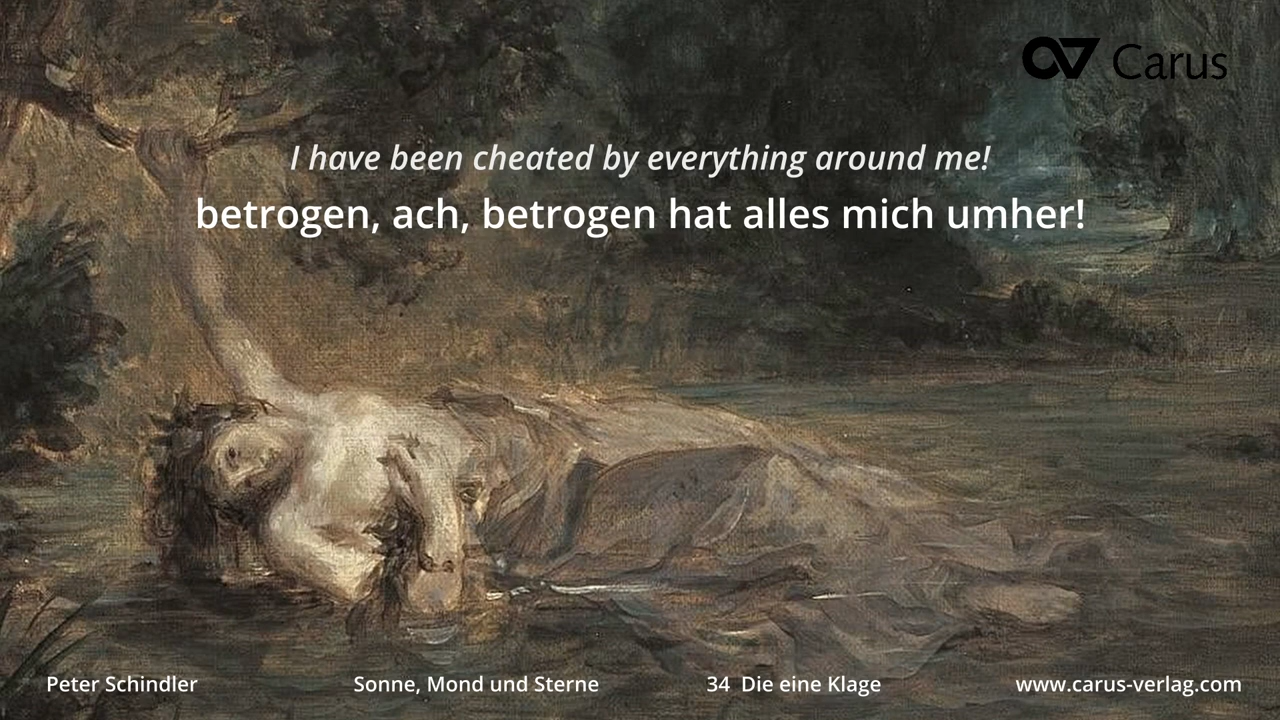 Carus
I have been cheated by everything around me!
betrogen, ach, betrogen hat alles mich umher!
Peter Schindler Sonne, Mond und Sterne 34 Die eine Klage www.carus-verlag.com